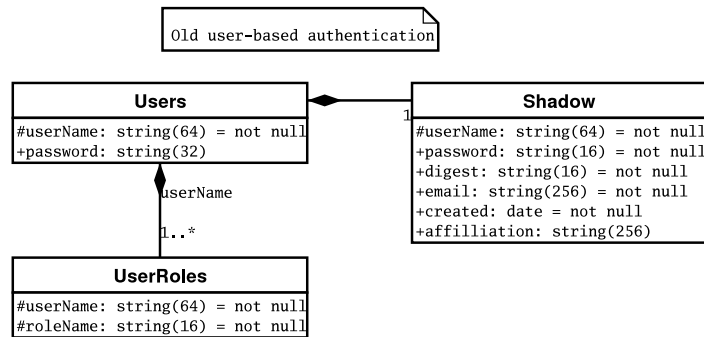 Old user-based authentication
Users
#userName: string(64) = not null
+password: string(32)
1
Shadow
#userName: string(64) = not null
+password: string(16) = not null
+digest: string(16) = not null
+email: string(256) = not null
+created: date = not null
+affilliation: string(256)
userName
1..*
UserRoles
#userName: string(64) = not null
#roleName: string(16) = not null